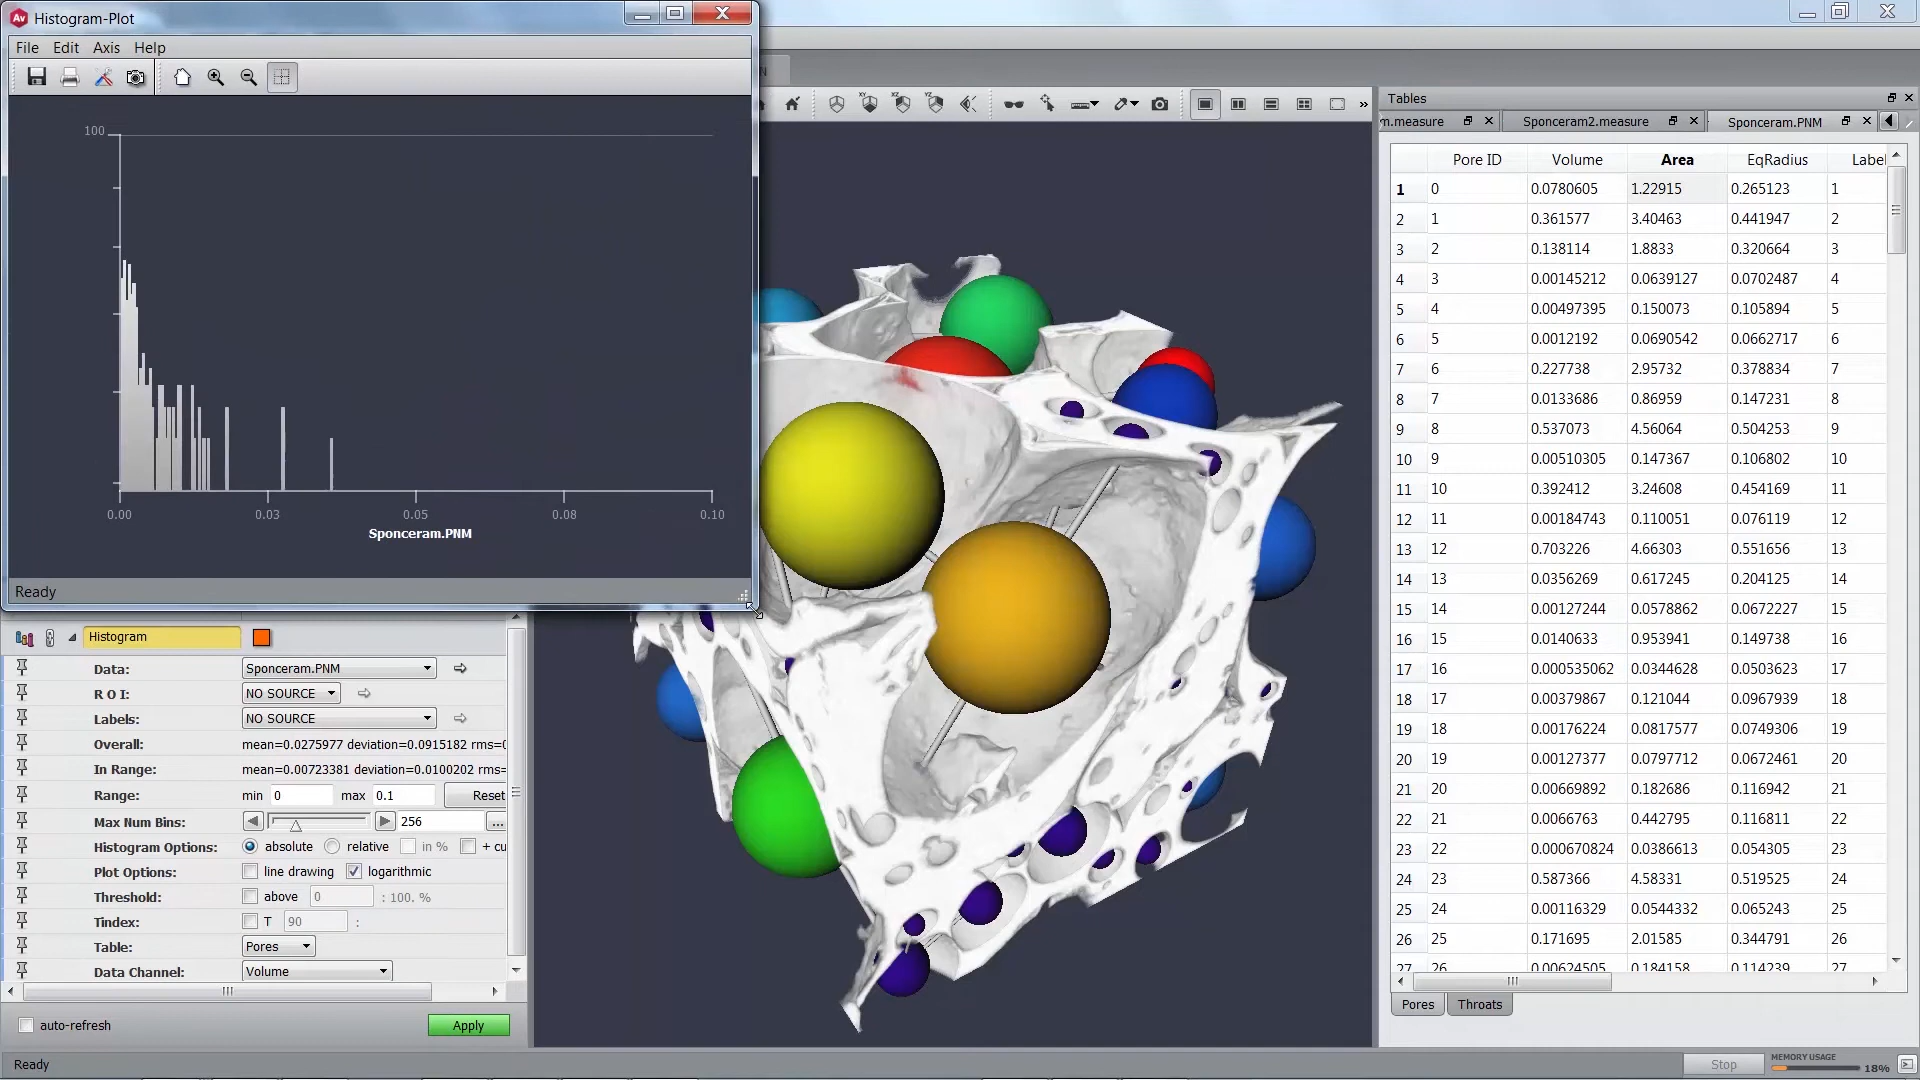 Av Histogram-Plot
File Edit Axis Help
100
0.00 0.03 0.05 0.08 0.10
Sponceram.PNM
Ready
Histogram
Data: Sponceram.PNM
R O I: NO SOURCE
Labels: NO SOURCE
Overall: mean=0.0275977 deviation=0.0915182 rms=
In Range: mean=0.00723381 deviation=0.0100202 rms=
Range: min 0 max 0.1 Reset
Max Num Bins: 256 ...
Histogram Options: absolute relative in % + cu
Plot Options: line drawing logarithmic
Threshold: above 0 : 100. %
Tindex: T 90 :
Table: Pores
Data Channel: Volume
auto-refresh Apply
Ready
XY XZ YZ
»
Tables
m.measure Sponceram2.measure Sponceram.PNM
Pore ID Volume Area EqRadius Label
1 0 0.0780605 1.22915 0.265123 1
2 1 0.361577 3.40463 0.441947 2
3 2 0.138114 1.8833 0.320664 3
4 3 0.00145212 0.0639127 0.0702487 4
5 4 0.00497395 0.150073 0.105894 5
6 5 0.0012192 0.0690542 0.0662717 6
7 6 0.227738 2.95732 0.378834 7
8 7 0.0133686 0.86959 0.147231 8
9 8 0.537073 4.56064 0.504253 9
10 9 0.00510305 0.147367 0.106802 10
11 10 0.392412 3.24608 0.454169 11
12 11 0.00184743 0.110051 0.076119 12
13 12 0.703226 4.66303 0.551656 13
14 13 0.0356269 0.617245 0.204125 14
15 14 0.00127244 0.0578862 0.0672227 15
16 15 0.0140633 0.953941 0.149738 16
17 16 0.000535062 0.0344628 0.0503623 17
18 17 0.00379867 0.121044 0.0967939 18
19 18 0.00176224 0.0817577 0.0749306 19
20 19 0.00127377 0.0797712 0.0672461 20
21 20 0.00669892 0.182686 0.116942 21
22 21 0.0066763 0.442795 0.116811 22
23 22 0.000670824 0.0386613 0.054305 23
24 23 0.587366 4.58331 0.519525 24
25 24 0.00116329 0.0544332 0.065243 25
26 25 0.171695 2.01585 0.344791 26
27 26 0.00624505 0.184158 0.114239 27
Pores Throats
Stop MEMORY USAGE 18%